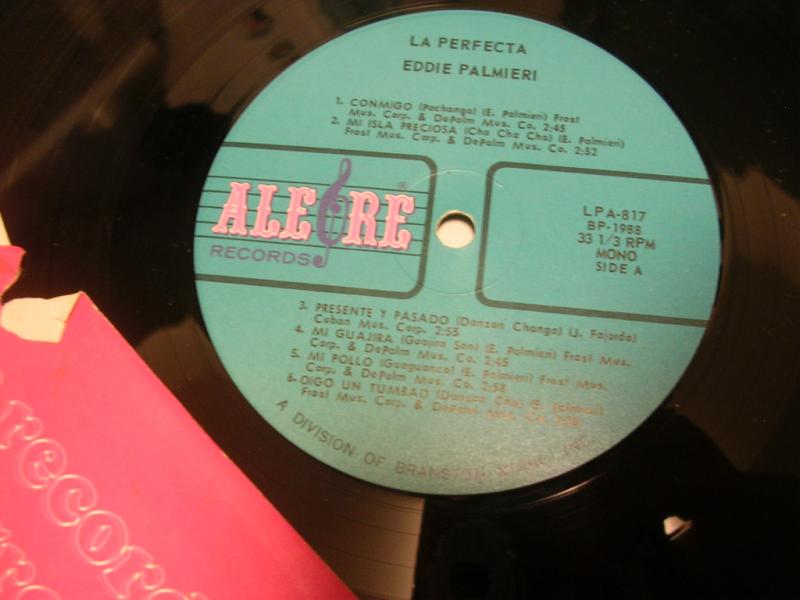 LA PERFECTA
EDDIE PALMIERI
1. CONMIGO (Pachanga) (E. Palmieri) Frost
Mus. Corp. & DePalm Mus. Co. 2:45
2. MI ISLA PRECIOSA (Cha Cha Cha) (E. Palmieri)
Frost Mus. Corp. & DePalm Mus. Co. 2:52
ALEGRE
®
RECORDS
LPA-817
BP-1988
33 1/3 RPM
MONO
SIDE A
3. PRESENTE Y PASADO (Danzon Changa) (J. Fajardo)
Cuban Mus. Corp. 2:55
4. MI GUAJIRA (Guajira Son) (E. Palmieri) Frost Mus.
Corp. & DePalm Mus. Co. 2:45
5. MI POLLO (Guaguanco) (E. Palmieri) Frost Mus.
Corp. & DePalm Mus. Co. 2:58
6. OIGO UN TUMBAO (Danzon Cha) (E. Palmieri)
Frost Mus. Corp. & DePalm Mus. Co.
A DIVISION OF BRANSTON
record